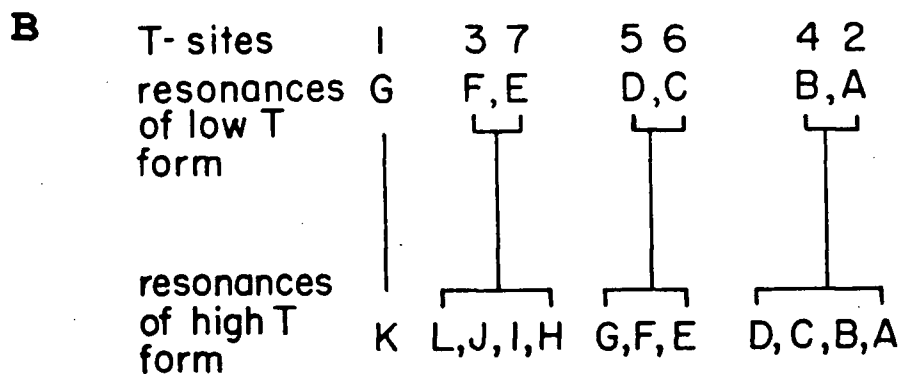 B
T-sites 1 3 7 5 6 4 2
resonances G F,E D,C B,A
of low T
form
resonances
of high T K L,J,I,H G,F,E D,C,B,A
form